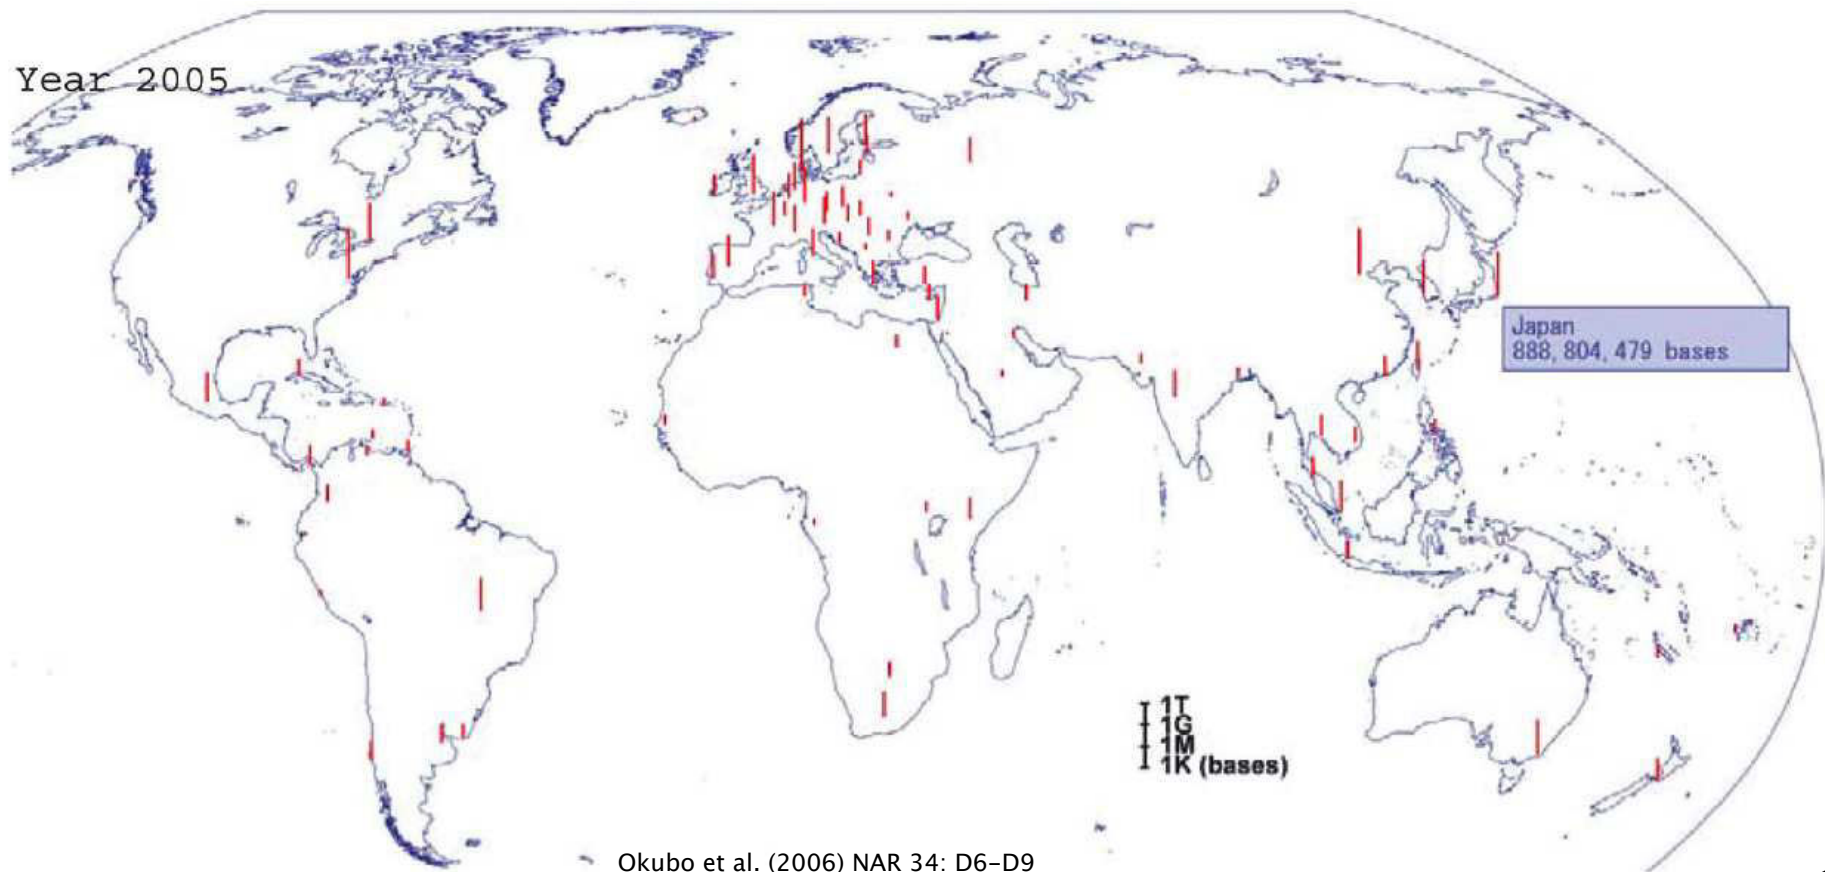 Year 2005
Japan
888, 804, 479 bases
1T
1G
1M
1K (bases)
Okubo et al. (2006) NAR 34: D6-D9